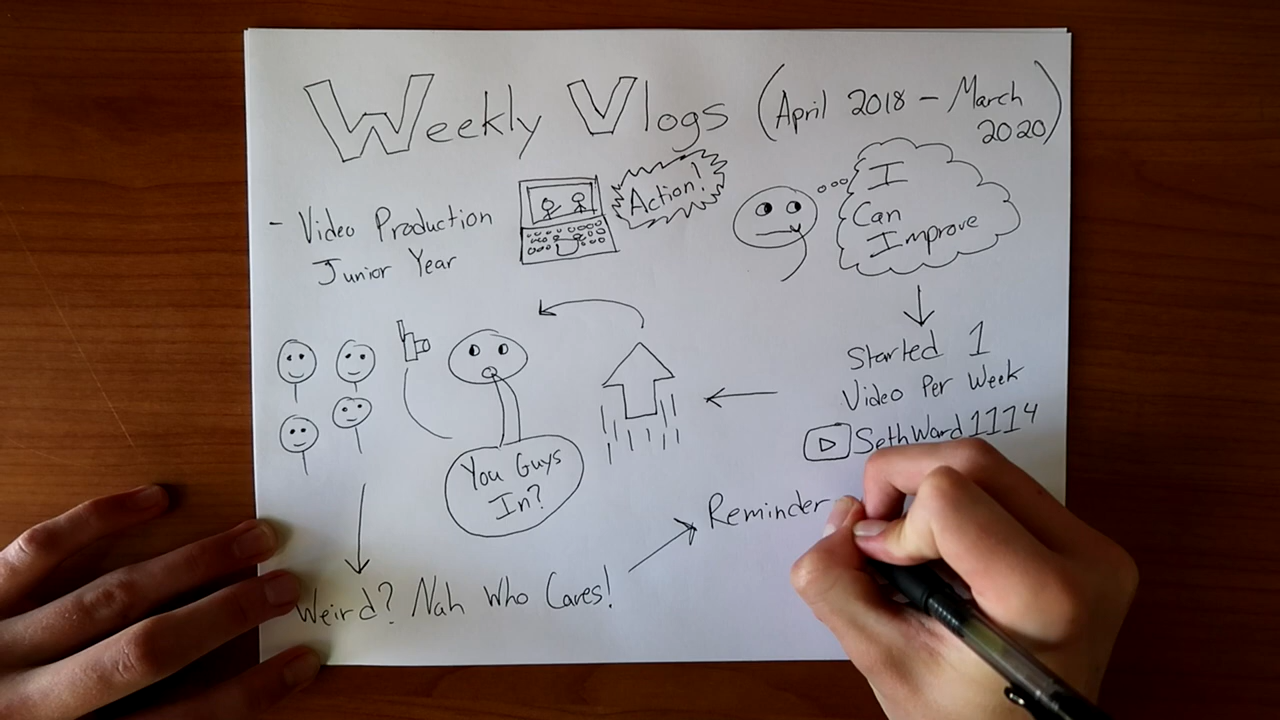 Weekly Vlogs (April 2018 - March
2020)
- Video Production
Junior Year
Action!
I
Can
Improve
Started 1
Video Per Week
SethWard1114
You Guys
In?
Weird? Nah Who Cares!
Reminder